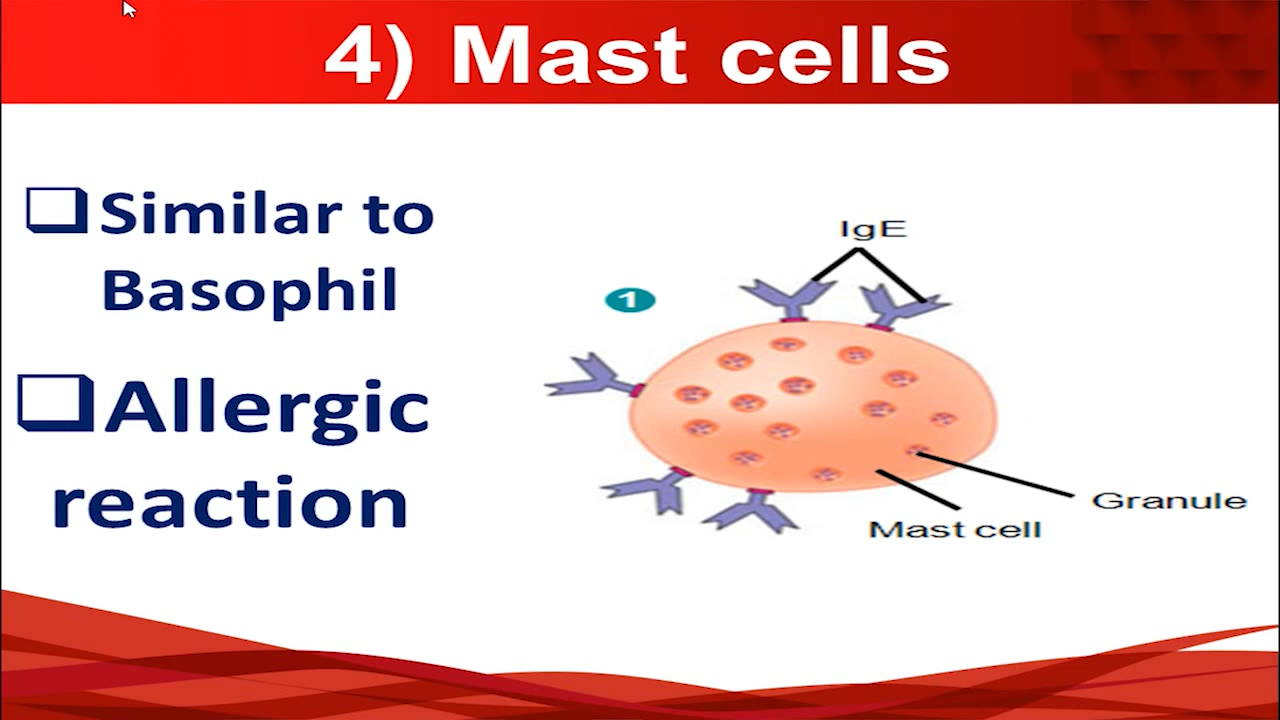 4) Mast cells
Similar to
Basophil
Allergic
reaction
IgE
1
Granule
Mast cell